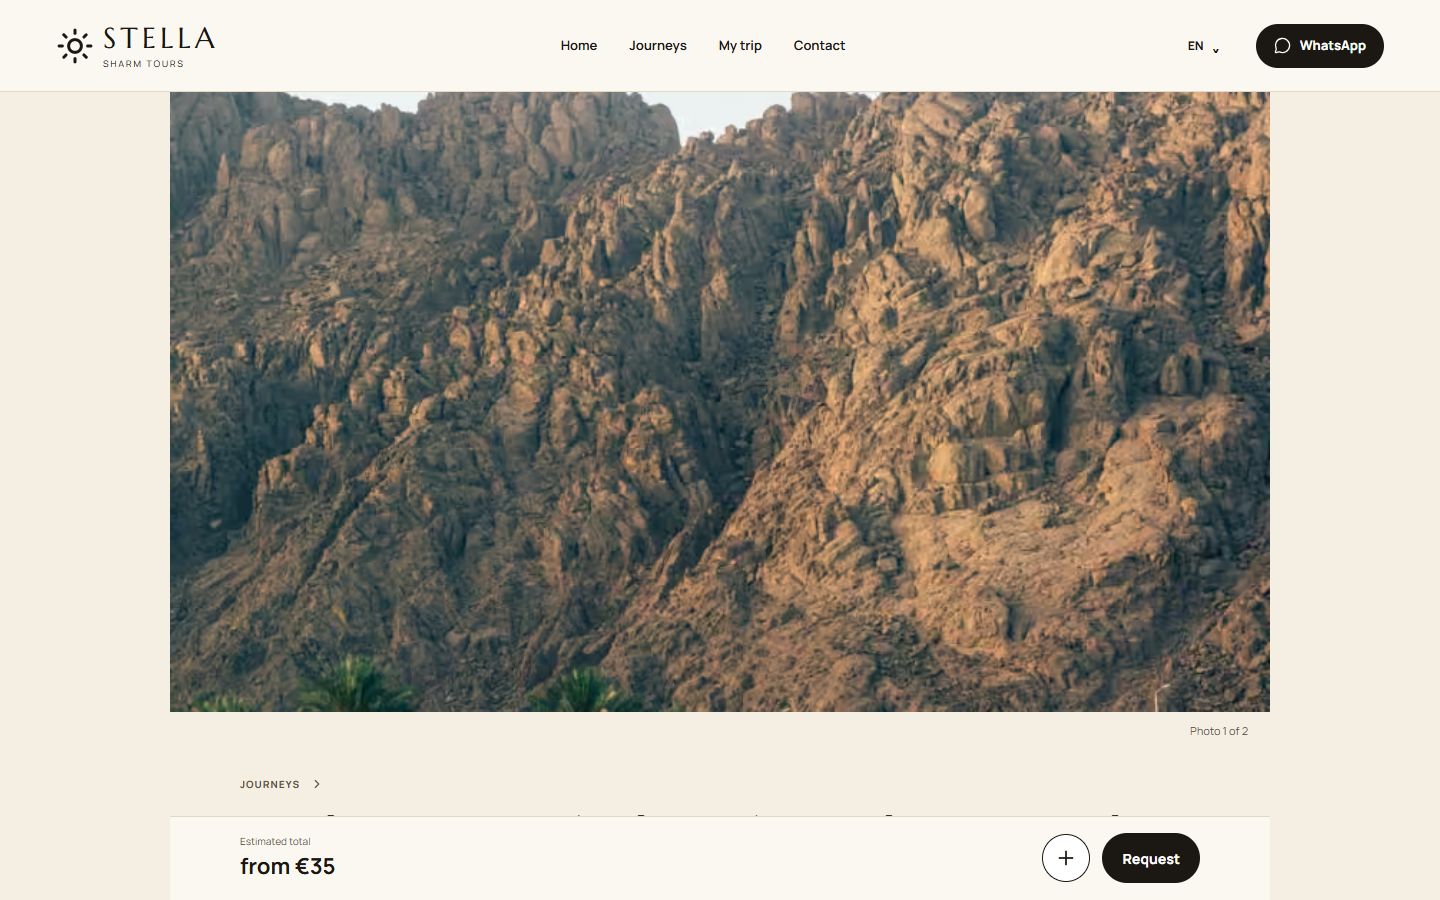 STELLA
SHARM TOURS
Home
Journeys
My trip
Contact
EN
WhatsApp
Photo 1 of 2
JOURNEYS
Estimated total
from €35
Request